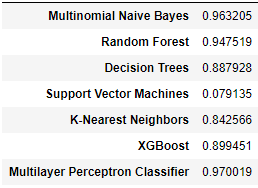 Multinomial Naive Bayes 0.963205
Random Forest 0.947519
Decision Trees 0.887928
Support Vector Machines 0.079135
K-Nearest Neighbors 0.842566
XGBoost 0.899451
Multilayer Perceptron Classifier 0.970019